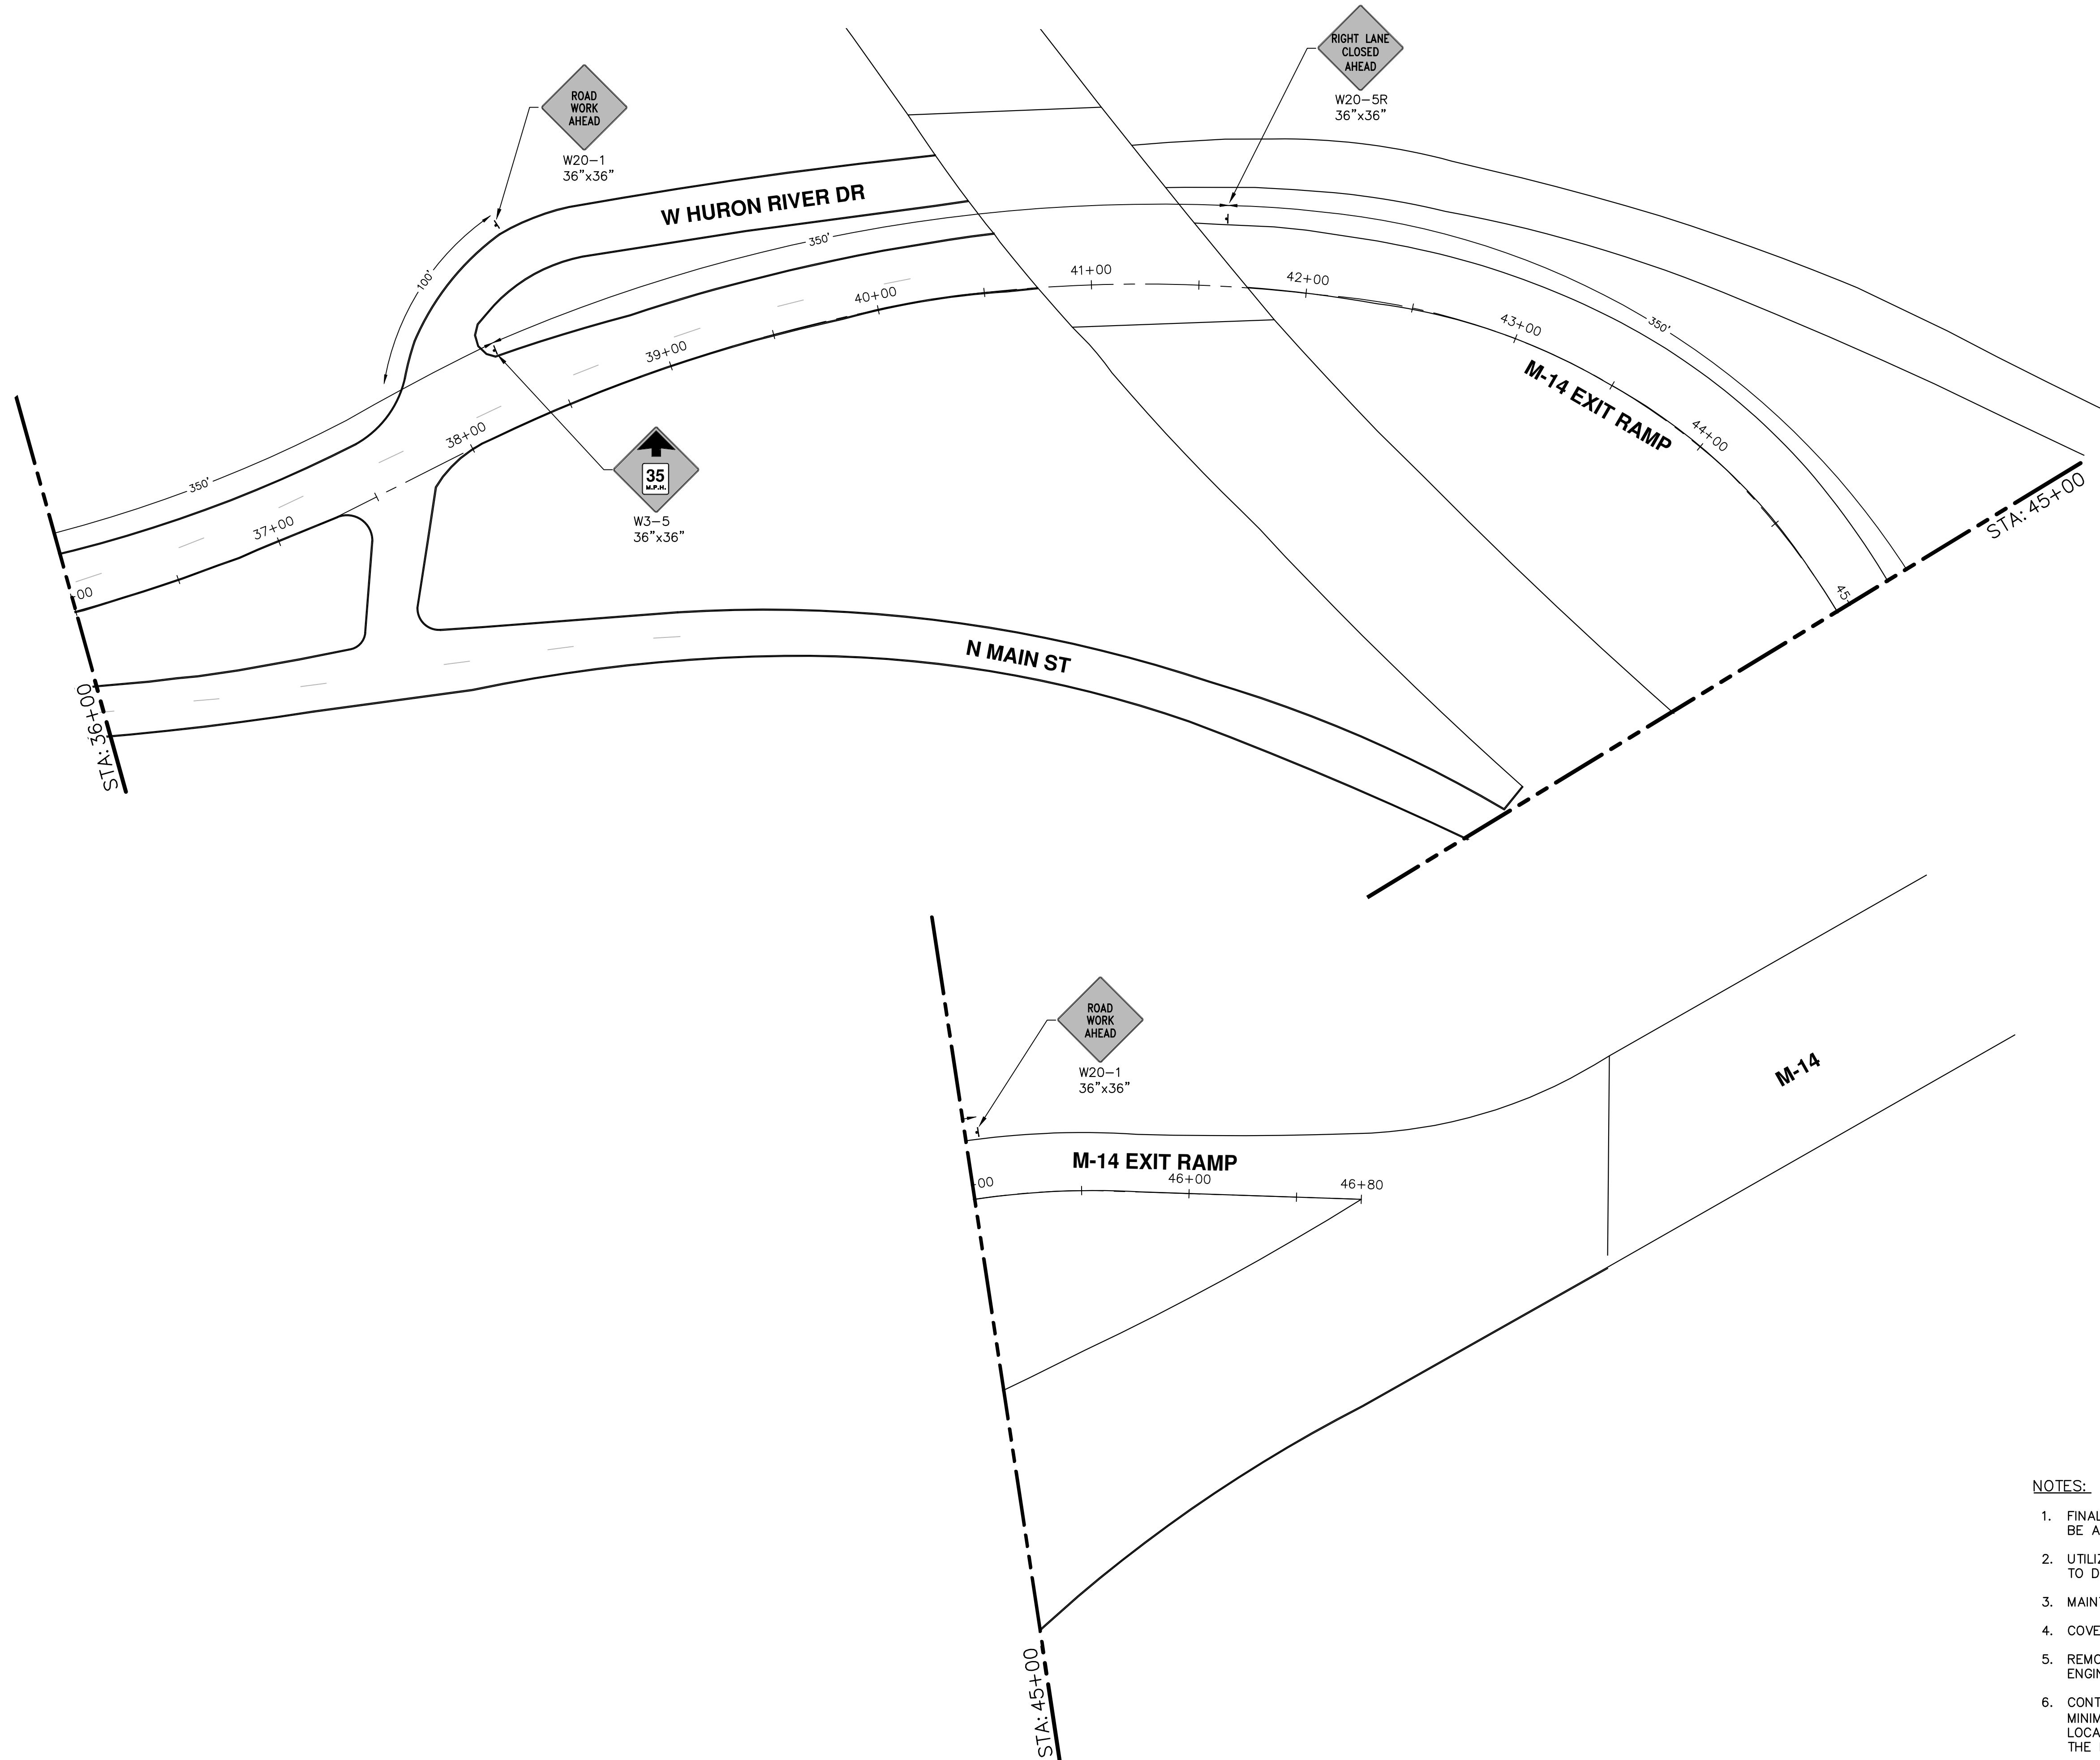 RIGHT LANE
CLOSED
AHEAD
W20-5R
36"x36"
ROAD
WORK
AHEAD
W20-1
36"x36"
W HURON RIVER DR
350'
100'
41+00
42+00
40+00
43+00
350'
39+00
M-14 EXIT RAMP
44+00
38+00
35
M.P.H.
W3-5
36"x36"
350'
37+00
STA: 45+00
+00
45
N MAIN ST
STA: 36+00
ROAD
WORK
AHEAD
W20-1
36"x36"
M-14
M-14 EXIT RAMP
+00
46+00
46+80
STA: 45+00
NOTES:
1. FINAL
BE A
2.
TO D
3.
4.
5.
6.
THE